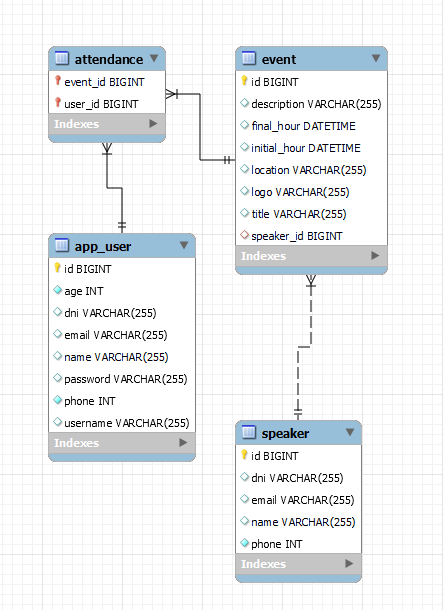 attendance
event_id BIGINT
user_id BIGINT
Indexes
event
id BIGINT
description VARCHAR(255)
final_hour DATETIME
initial_hour DATETIME
location VARCHAR(255)
logo VARCHAR(255)
title VARCHAR(255)
speaker_id BIGINT
Indexes
app_user
id BIGINT
age INT
dni VARCHAR(255)
email VARCHAR(255)
name VARCHAR(255)
password VARCHAR(255)
phone INT
username VARCHAR(255)
Indexes
speaker
id BIGINT
dni VARCHAR(255)
email VARCHAR(255)
name VARCHAR(255)
phone INT
Indexes